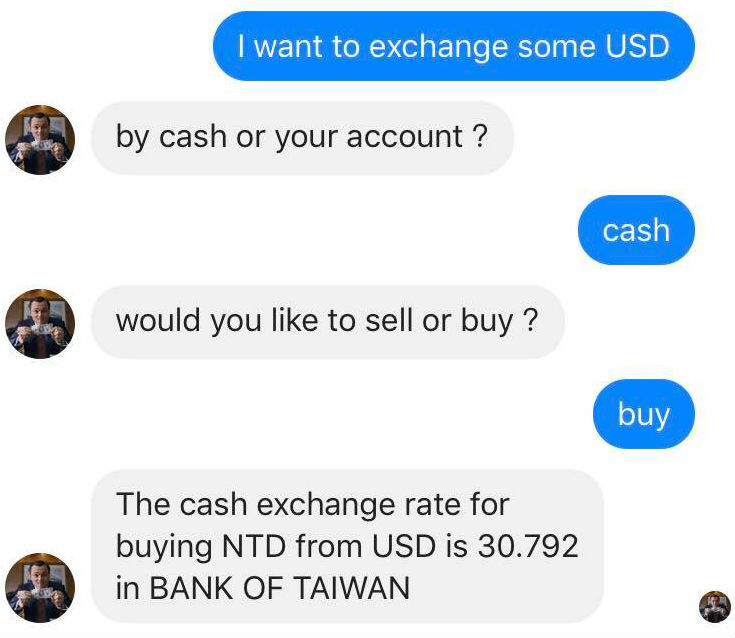 I want to exchange some USD
by cash or your account ?
cash
would you like to sell or buy ?
buy
The cash exchange rate for
buying NTD from USD is 30.792
in BANK OF TAIWAN